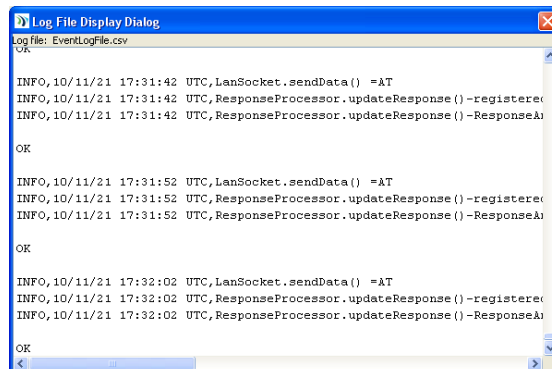 Log File Display Dialog
Log file: EventLogFile.csv
OK
INFO,10/11/21 17:31:42 UTC,LanSocket.sendData() =AT
INFO,10/11/21 17:31:42 UTC,ResponseProcessor.updateResponse()-registered
INFO,10/11/21 17:31:42 UTC,ResponseProcessor.updateResponse()-ResponseAr
OK
INFO,10/11/21 17:31:52 UTC,LanSocket.sendData() =AT
INFO,10/11/21 17:31:52 UTC,ResponseProcessor.updateResponse()-registered
INFO,10/11/21 17:31:52 UTC,ResponseProcessor.updateResponse()-ResponseAr
OK
INFO,10/11/21 17:32:02 UTC,LanSocket.sendData() =AT
INFO,10/11/21 17:32:02 UTC,ResponseProcessor.updateResponse()-registered
INFO,10/11/21 17:32:02 UTC,ResponseProcessor.updateResponse()-ResponseAr
OK